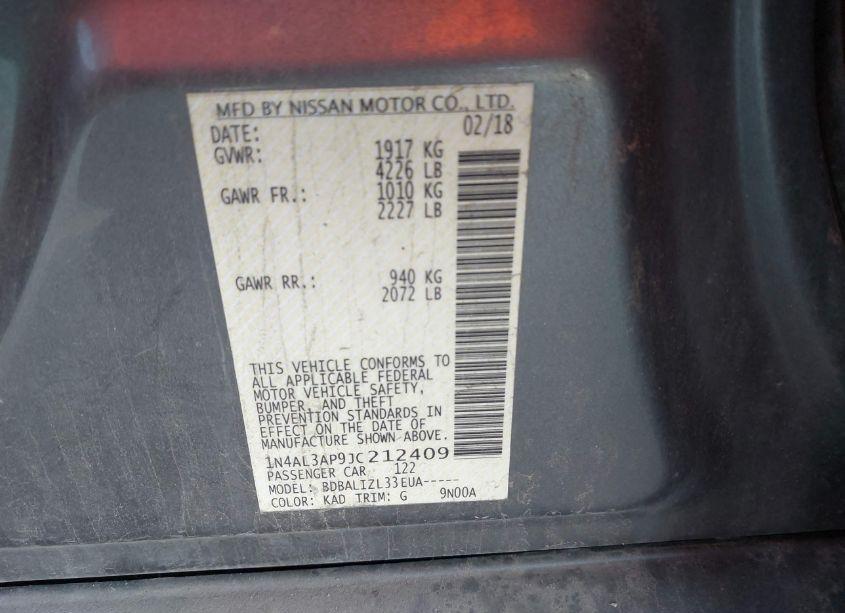 MFD BY NISSAN MOTOR CO., LTD.
DATE: 02/18
GVWR: 1917 KG
4226 LB
GAWR FR.: 1010 KG
2227 LB
GAWR RR.: 940 KG
2072 LB
THIS VEHICLE CONFORMS TO
ALL APPLICABLE FEDERAL
MOTOR VEHICLE SAFETY,
BUMPER, AND THEFT
PREVENTION STANDARDS IN
EFFECT ON THE DATE OF
MANUFACTURE SHOWN ABOVE.
1N4AL3AP9JC212409
PASSENGER CAR 122
MODEL: BDBALIZL33EUA-----
COLOR: KAD TRIM: G 9N00A